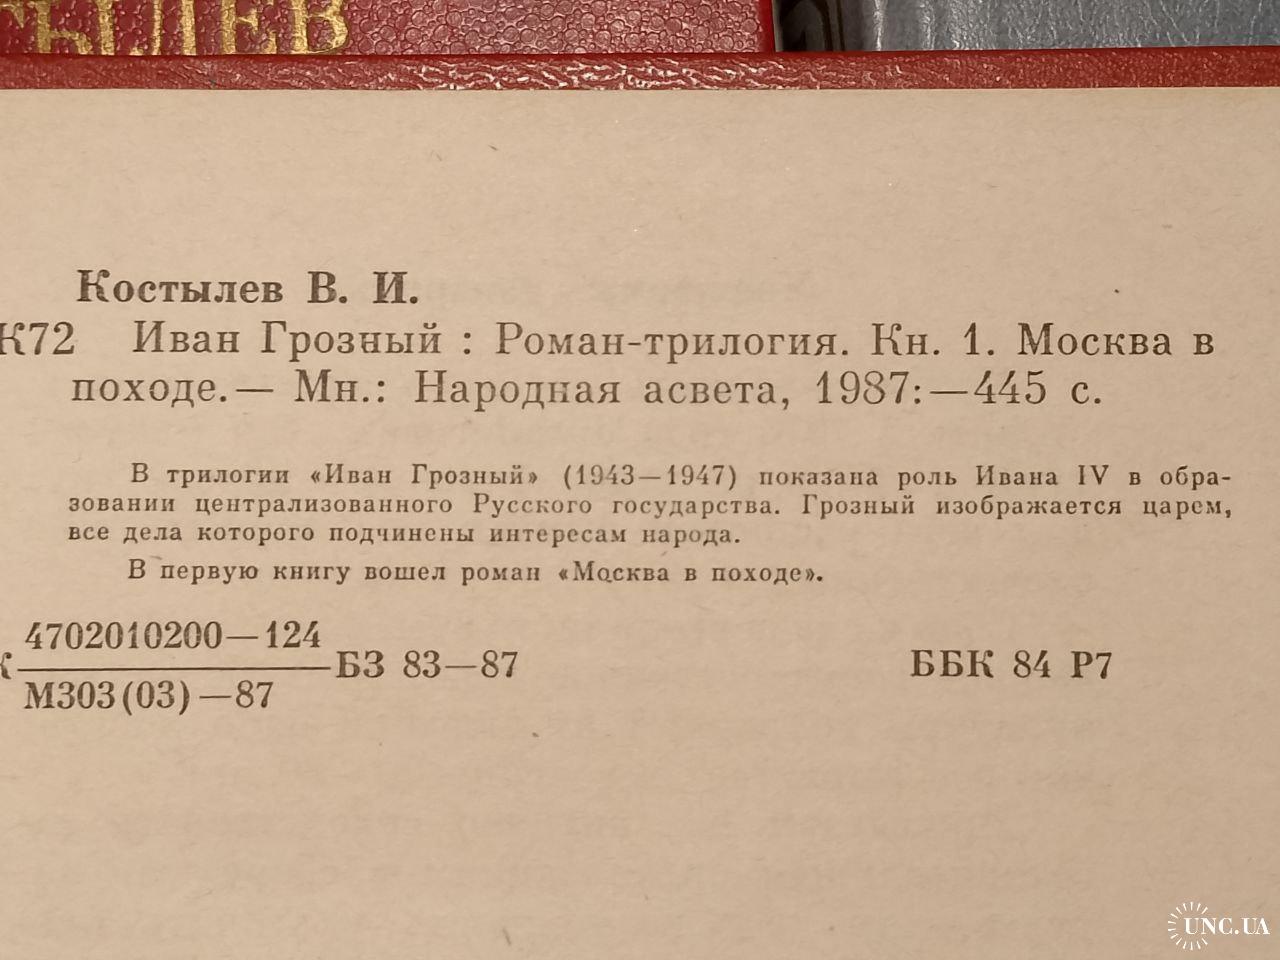 ТЫЛЕВ
Костылев В. И.
К72 Иван Грозный : Роман-трилогия. Кн. 1. Москва в
походе.— Мн.: Народная асвета, 1987:—445 с.
В трилогии «Иван Грозный» (1943—1947) показана роль Ивана IV в обра-
зовании централизованного Русского государства. Грозный изображается царем,
все дела которого подчинены интересам народа.
В первую книгу вошел роман «Москва в походе».
4702010200—124
К БЗ 83—87 ББК 84 Р7
М303(03)—87
UNC.UA